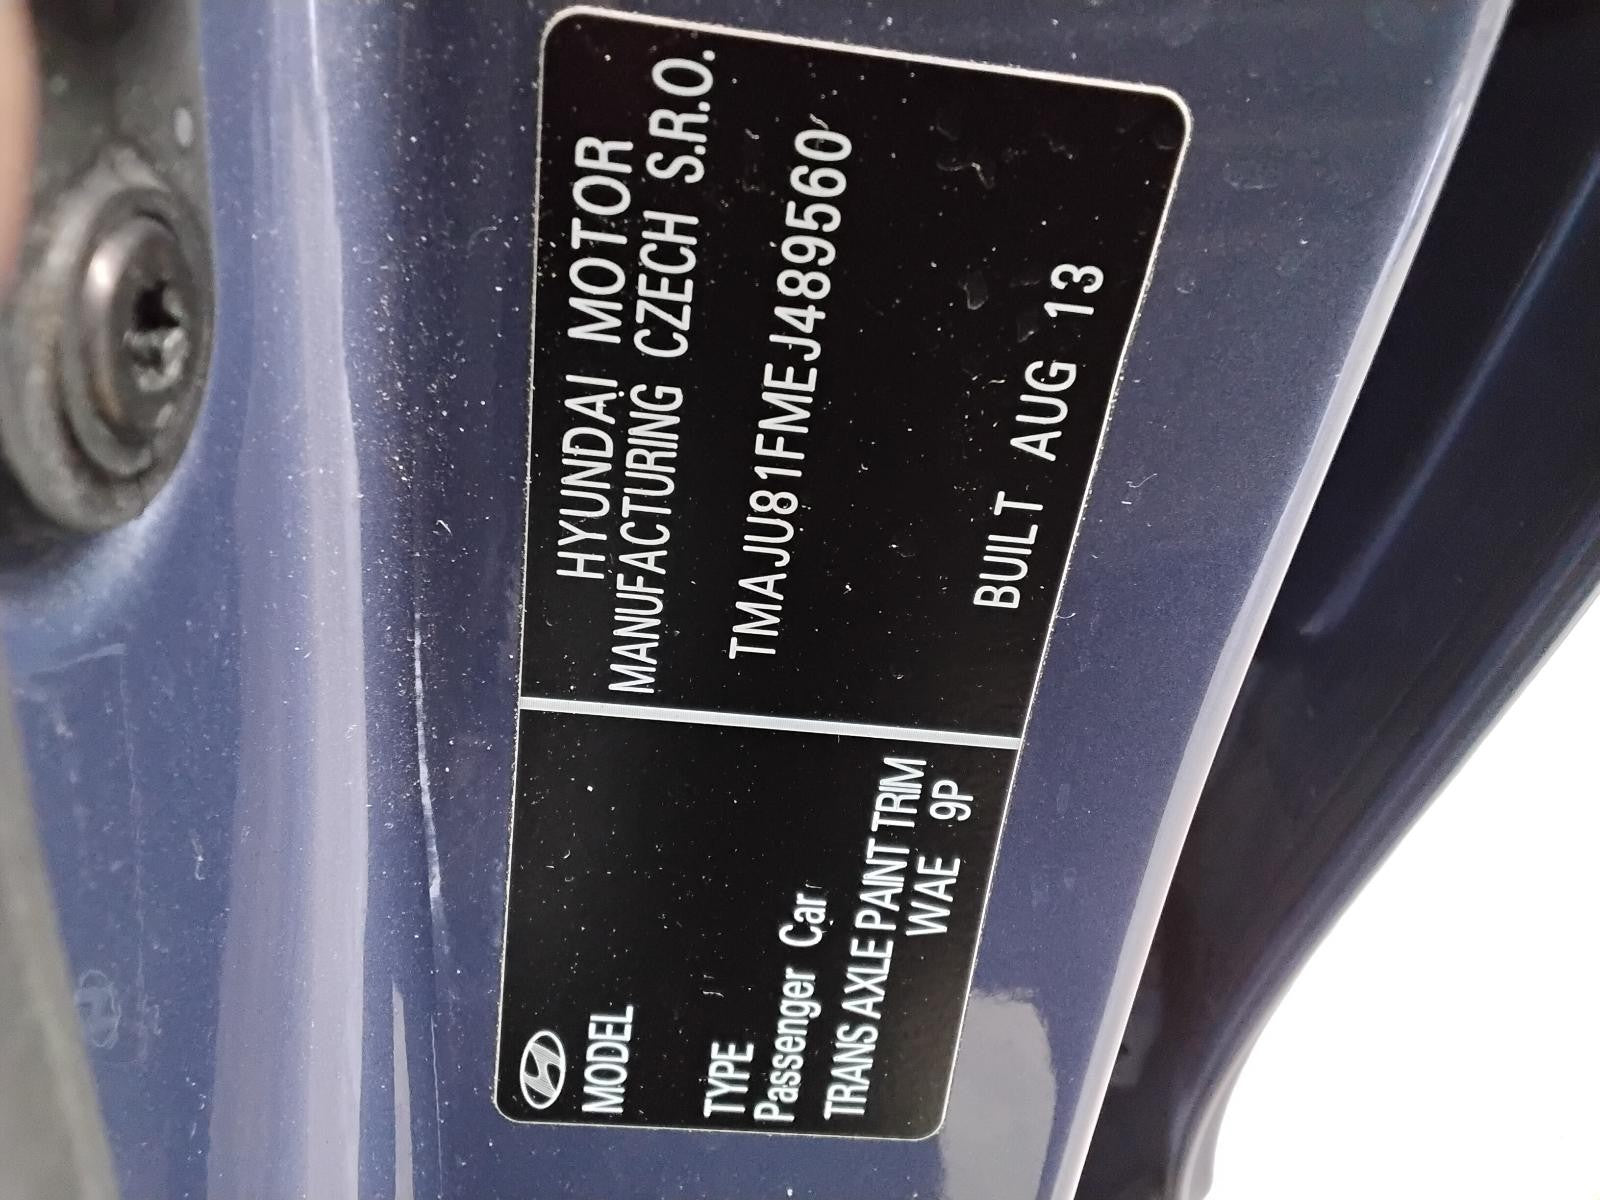 MODEL
TYPE
Passenger Car
TRANS AXLE PAINT TRIM
WAE 9P
HYUNDAI MOTOR
MANUFACTURING CZECH S.R.O.
TMAJU81FMEJ489560
BUILT AUG 13